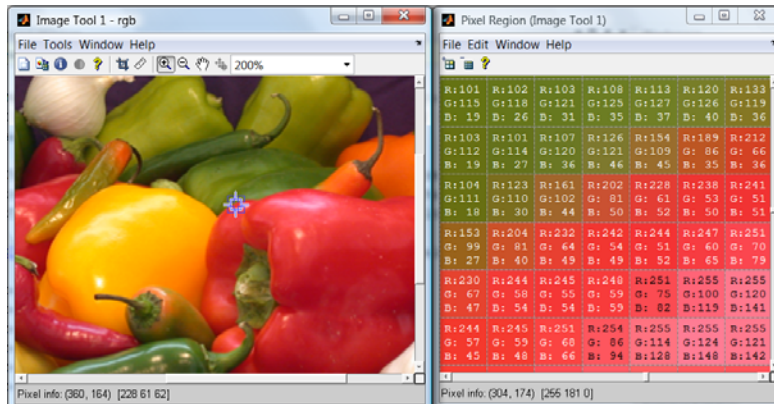 Image Tool 1 - rgb
File Tools Window Help
200%
Pixel info: (360, 164) [228 61 62]
Pixel Region (Image Tool 1)
File Edit Window Help
R:101 R:102 R:103 R:108 R:113 R:120 R:133
G:115 G:118 G:121 G:125 G:127 G:126 G:119
B: 19 B: 26 B: 31 B: 35 B: 37 B: 40 B: 36
R:103 R:101 R:107 R:126 R:154 R:189 R:212
G:112 G:114 G:120 G:121 G:109 G: 86 G: 66
B: 19 B: 27 B: 36 B: 46 B: 45 B: 35 B: 36
R:104 R:123 R:161 R:202 R:228 R:238 R:241
G:111 G:110 G:102 G: 81 G: 61 G: 53 G: 51
B: 18 B: 30 B: 44 B: 50 B: 52 B: 50 B: 51
R:153 R:204 R:232 R:242 R:244 R:247 R:251
G: 99 G: 81 G: 64 G: 54 G: 51 G: 60 G: 70
B: 27 B: 40 B: 49 B: 49 B: 52 B: 65 B: 79
R:230 R:244 R:245 R:248 R:251 R:255 R:255
G: 67 G: 58 G: 55 G: 59 G: 75 G:100 G:120
B: 47 B: 54 B: 54 B: 59 B: 82 B:119 B:141
R:244 R:245 R:251 R:254 R:255 R:255 R:255
G: 57 G: 59 G: 68 G: 86 G:114 G:124 G:121
B: 45 B: 48 B: 66 B: 94 B:128 B:148 B:142
Pixel info: (304, 174) [255 181 0]